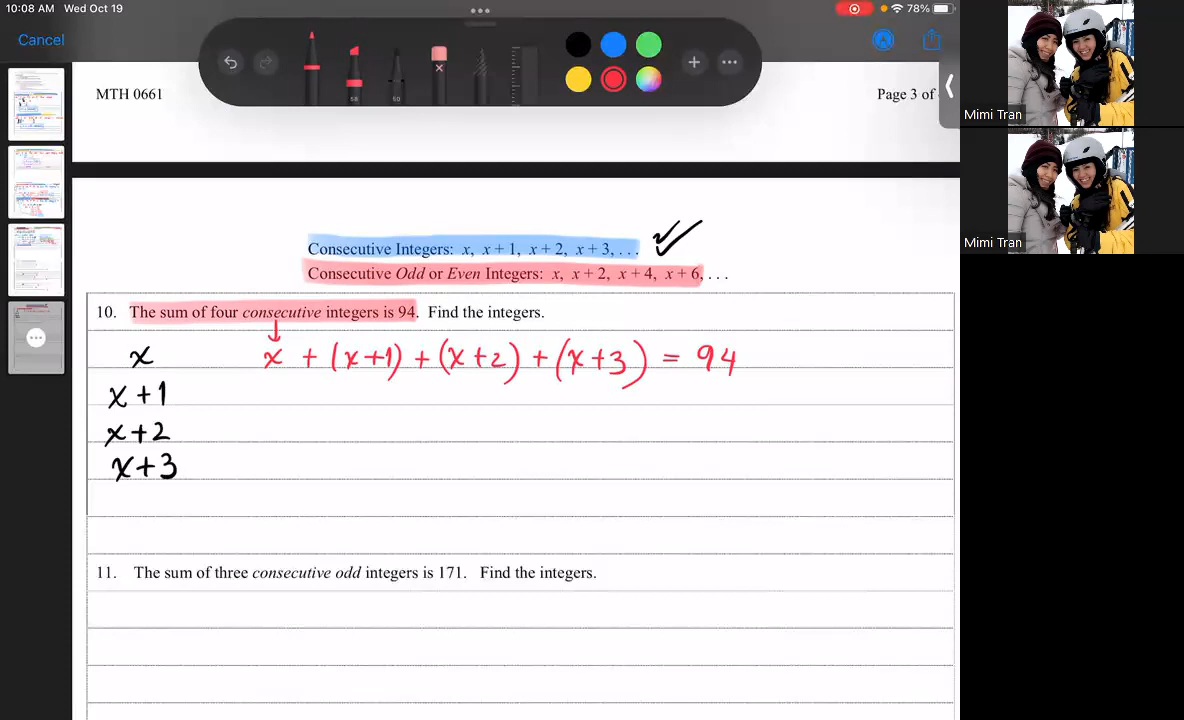 10:08 AM Wed Oct 19
78%
Cancel
50
MTH 0661
Page 3 of
Mimi Tran
Consecutive Integers: x, x + 1, x + 2, x + 3, . . .
Consecutive Odd or Even Integers: x, x + 2, x + 4, x + 6, . . .
Mimi Tran
10. The sum of four consecutive integers is 94. Find the integers.
x
x + (x+1) + (x+2) + (x+3) = 94
x+1
x+2
x+3
11. The sum of three consecutive odd integers is 171. Find the integers.